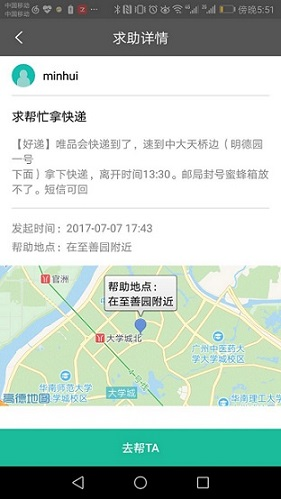 中国移动
中国移动
傍晚5:51
求助详情
minhui
求帮忙拿快递
【好递】唯品会快递到了，速到中大天桥边（明德园
一号
下面）拿下快递，离开时间13:30。邮局封号蜜蜂箱放
不了。短信可回
发起时间：2017-07-07 17:43
帮助地点：在至善园附近
官洲
帮助地点：
在至善园附近
大学城北
广州中医药大
学大学城校区
华南师范大学
大学城校区
大学城
华南理工大学
大学城校区
高德地图
去帮TA